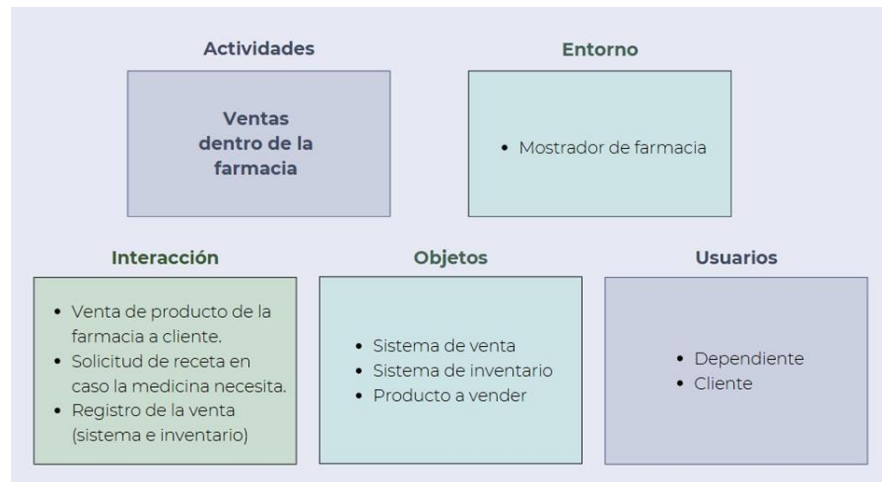 Actividades
Ventas
dentro de la
farmacia
Entorno
• Mostrador de farmacia
Interacción
• Venta de producto de la
farmacia a cliente.
• Solicitud de receta en
caso la medicina necesita.
• Registro de la venta
(sistema e inventario)
Objetos
• Sistema de venta
• Sistema de inventario
• Producto a vender
Usuarios
• Dependiente
• Cliente